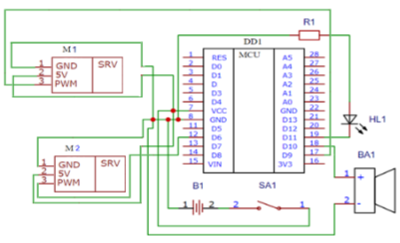 R1
M1
1 GND SRV
2 5V
3 PWM
DD1
MCU
1 RES A5 28
2 D0 A4 27
3 D1 A3 26
4 D A2 25
5 D3 A1 24
6 D4 A0 23
7 VCC GND 22
8 GND D13 21
11 D5 D12 20
12 D6 D11 19
13 D7 D10 18
14 D8 D9 17
15 VIN 3V3 16
HL1
M2
1 GND SRV
2 5V
3 PWM
BA1
1 +
2 -
B1 SA1
1 2 2 1